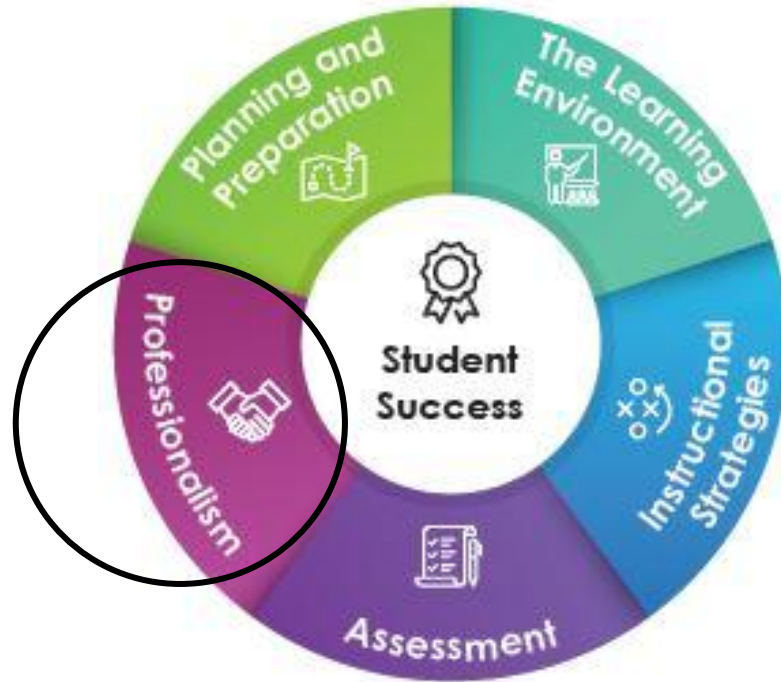 Planning and
Preparation
The Learning
Environment
Professionalism
Student
Success
Instructional
Strategies
Assessment